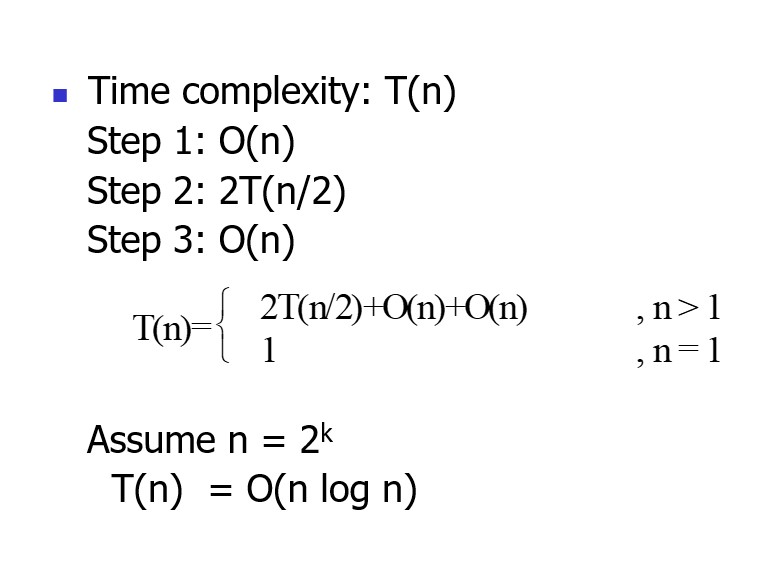 Time complexity: T(n)
Step 1: O(n)
Step 2: 2T(n/2)
Step 3: O(n)
T(n)={ 2T(n/2)+O(n)+O(n) , n > 1
1 , n = 1
Assume n = 2ᵏ
T(n) = O(n log n)